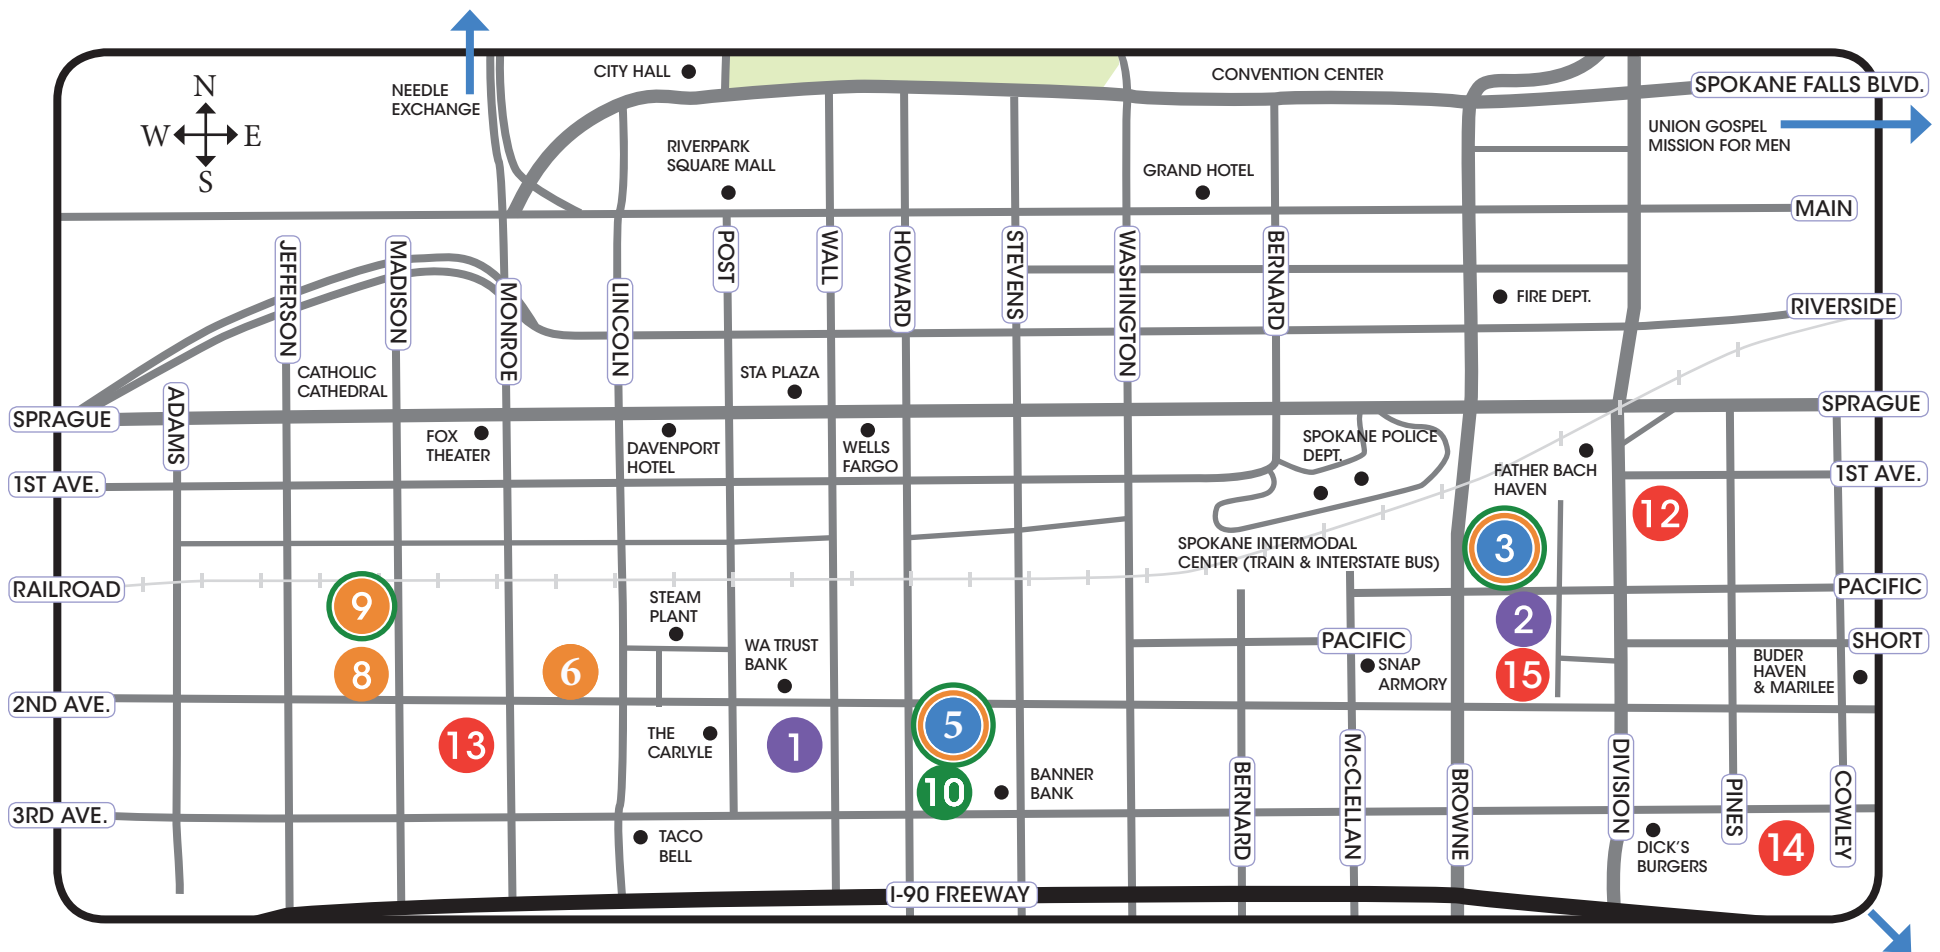 N
W E
S
NEEDLE
EXCHANGE
CITY HALL
CONVENTION CENTER
SPOKANE FALLS BLVD.
UNION GOSPEL
MISSION FOR MEN
RIVERPARK
SQUARE MALL
GRAND HOTEL
MAIN
JEFFERSON
MADISON
MONROE
LINCOLN
POST
WALL
HOWARD
STEVENS
WASHINGTON
BERNARD
FIRE DEPT.
RIVERSIDE
CATHOLIC
CATHEDRAL
STA PLAZA
ADAMS
SPRAGUE
SPRAGUE
FOX
THEATER
DAVENPORT
HOTEL
WELLS
FARGO
SPOKANE POLICE
DEPT.
FATHER BACH
HAVEN
1ST AVE.
1ST AVE.
12
3
SPOKANE INTERMODAL
CENTER (TRAIN & INTERSTATE BUS)
RAILROAD
PACIFIC
9
STEAM
PLANT
2
WA TRUST
BANK
PACIFIC
SHORT
8
6
SNAP
ARMORY
15
BUDER
HAVEN
& MARILEE
2ND AVE.
13
THE
CARLYLE
1
5
10
BANNER
BANK
BERNARD
McCLELLAN
BROWNE
DIVISION
PINES
COWLEY
3RD AVE.
TACO
BELL
DICK'S
BURGERS
14
I-90 FREEWAY